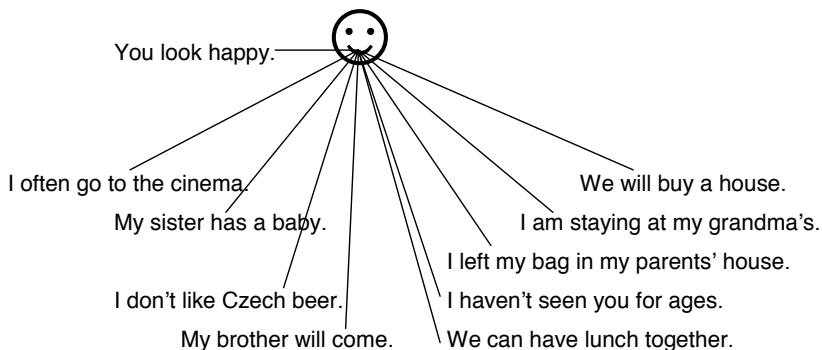 You look happy.
I often go to the cinema.
We will buy a house.
My sister has a baby.
I am staying at my grandma's.
I left my bag in my parents' house.
I don't like Czech beer.
I haven't seen you for ages.
My brother will come.
We can have lunch together.